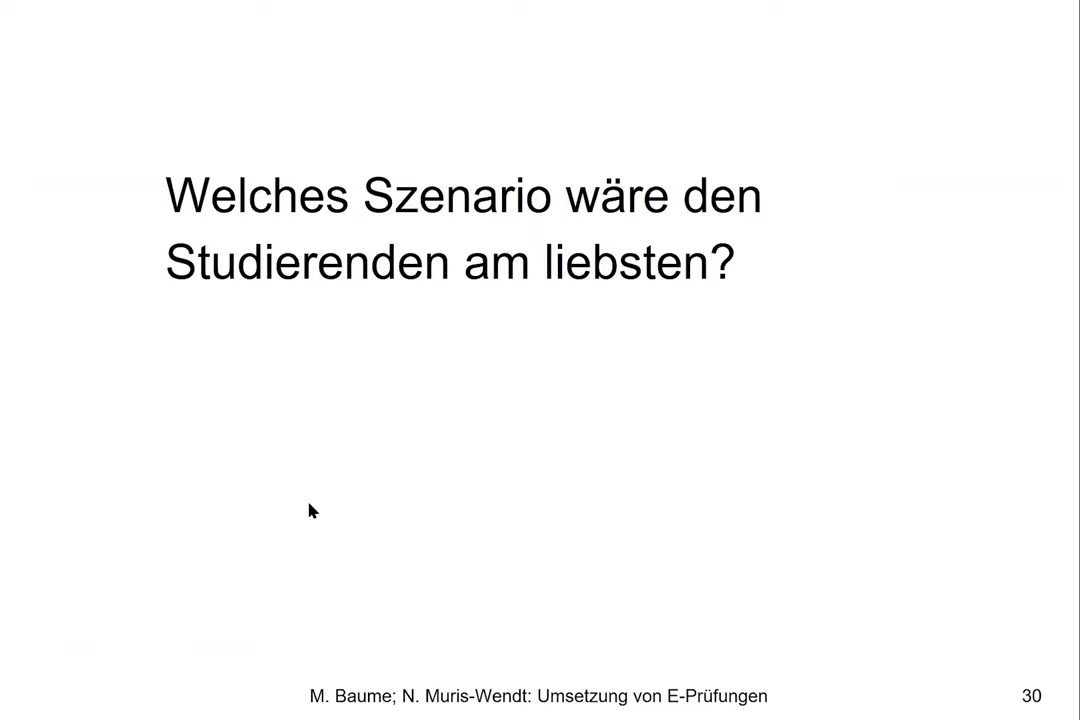 Welches Szenario wäre den
Studierenden am liebsten?
M. Baume; N. Muris-Wendt: Umsetzung von E-Prüfungen
30